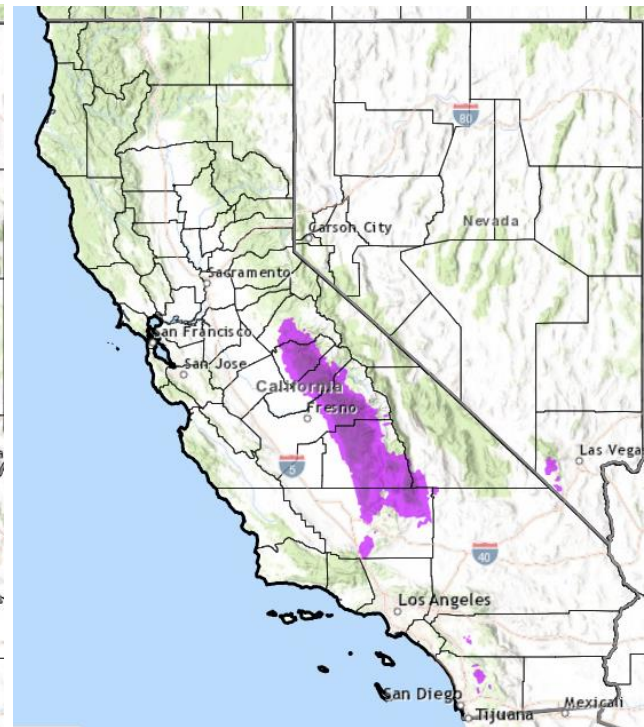 80
Carson City
Nevada
Sacramento
San Francisco
San Jose
California
Fresno
5
Las Vega
40
Los Angeles
San Diego
Tijuana
Mexicali